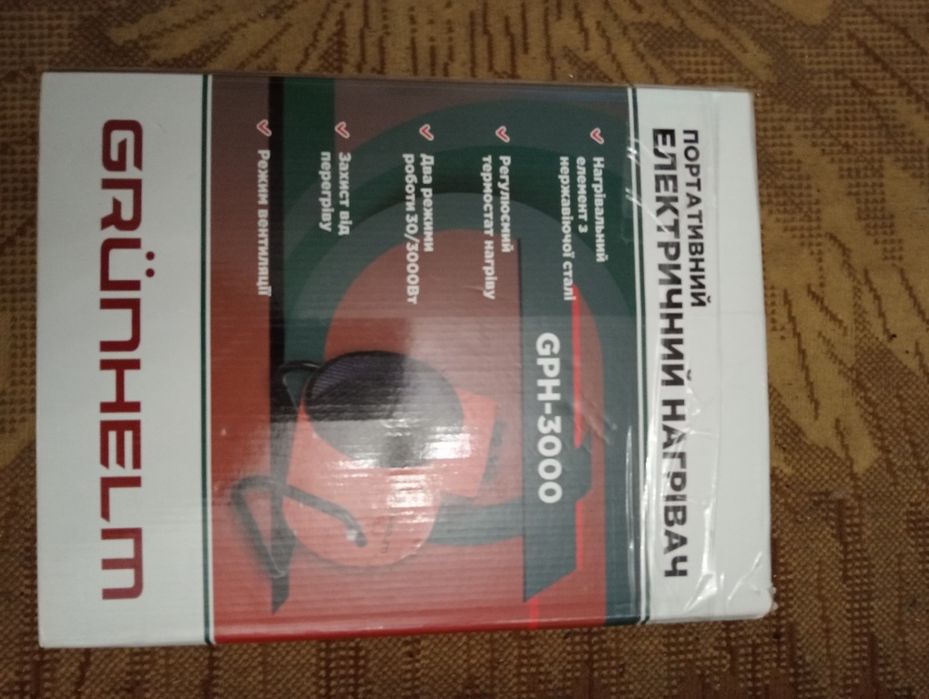 ПОРТАТИВНИЙ
ЕЛЕКТРИЧНИЙ НАГРІВАЧ
Нагрівальний
елемент з
нержавіючої сталі
Регулюємий
термостат нагріву
Два режими
роботи 30/3000Вт
Захист від
перегріву
Режим вентиляції
GPH-3000
GRÜNHELM